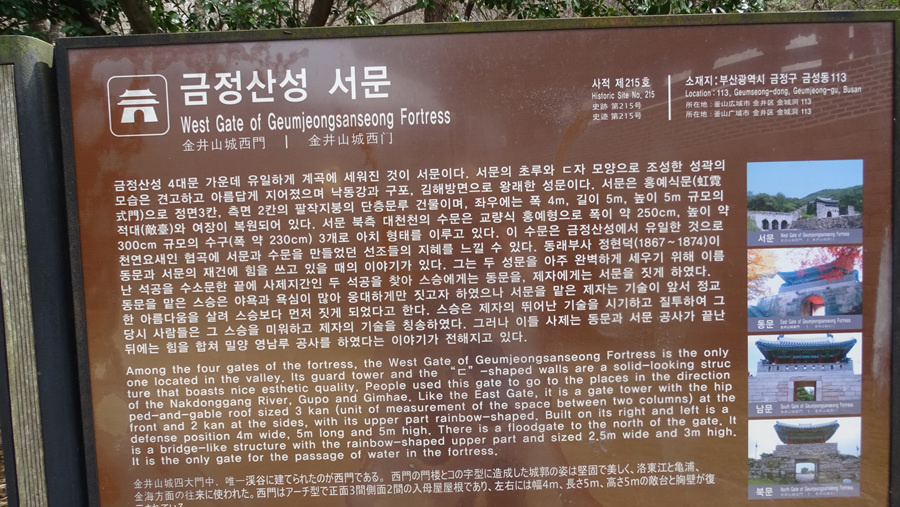 금정산성 서문
West Gate of Geumjeongsanseong Fortress
金井山城西門 | 金井山城西门
사적 제215호
Historic Site No, 215
史跡 第215号
史迹 第215号
소재지 : 부산광역시 금정구 금성동 113
Location : 113, Geumseong-dong, Geumjeong-gu, Busan
所在地 : 釜山広域市 金井区 金城洞 113
所在地 : 釜山广域市 金井区 金城洞 113
금정산성 4대문 가운데 유일하게 계곡에 세워진 것이 서문이다. 서문의 초루와 ㄷ자 모양으로 조성한 성곽의
모습은 견고하고 아름답게 지어졌으며 낙동강과 구포, 김해방면으로 왕래한 성문이다. 서문은 홍예식문(虹霓
式門)으로 정면3칸, 측면 2칸의 팔작지붕의 단층문루 건물이며, 좌우에는 폭 4m, 길이 5m, 높이 5m 규모의
적대(敵臺)와 여장이 복원되어 있다. 서문 북측 대천천의 수문은 교량식 홍예형으로 폭이 약 250cm, 높이 약
300cm 규모의 수구(폭 약 230cm) 3개로 아치 형태를 이루고 있다. 이 수문은 금정산성에서 유일한 것으로
천연요새인 협곡에 서문과 수문을 만들었던 선조들의 지혜를 느낄 수 있다. 동래부사 정현덕(1867~1874)이
동문과 서문의 재건에 힘을 쓰고 있을 때의 이야기가 있다. 그는 두 성문을 아주 완벽하게 세우기 위해 이름
난 석공을 수소문한 끝에 사제지간인 두 석공을 찾아 스승에게는 동문을, 제자에게는 서문을 짓게 하였다.
동문을 맡은 스승은 야욕과 욕심이 많아 웅대하게만 짓고자 하였으나 서문을 맡은 제자는 기술이 앞서 정교
한 아름다움을 살려 스승보다 먼저 짓게 되었다고 한다. 스승은 제자의 뛰어난 기술을 시기하고 질투하여 그
당시 사람들은 그 스승을 미워하고 제자의 기술을 칭송하였다. 그러나 이들 사제는 동문과 서문 공사가 끝난
뒤에는 힘을 합쳐 밀양 영남루 공사를 하였다는 이야기가 전해지고 있다.
Among the four gates of the fortress, the West Gate of Geumjeongsanseong Fortress is the only
one located in the valley. Its guard tower and the “ㄷ”-shaped walls are a solid-looking struc
ture that boasts nice esthetic quality. People used this gate to go to the places in the direction
of the Nakdonggang River, Gupo and Gimhae. Like the East Gate, it is a gate tower with the hip
ped-and-gable roof sized 3 kan (unit of measurement of the space between two columns) at the
front and 2 kan at the sides, with its upper part rainbow-shaped. Built on its right and left is a
defense position 4m wide, 5m long and 5m high. There is a floodgate to the north of the gate. It
is a bridge-like structure with the rainbow-shaped upper part and sized 2.5m wide and 3m high.
It is the only gate for the passage of water in the fortress.
金井山城四大門中、唯一渓谷に建てられたのが西門である。西門の門楼とコの字型に造成した城郭の姿は堅固で美しく、洛東江と亀浦、
金海方面の往来に使われた。西門はアーチ型で正面3間側面2間の入母屋屋根であり、左右には幅4m、長さ5m、高さ5mの敵台と胸壁が復
서문 West Gate of Geumjeongsanseong Fortress
동문 East Gate of Geumjeongsanseong Fortress
남문 South Gate of Geumjeongsanseong Fortress
북문 North Gate of Geumjeongsanseong Fortress